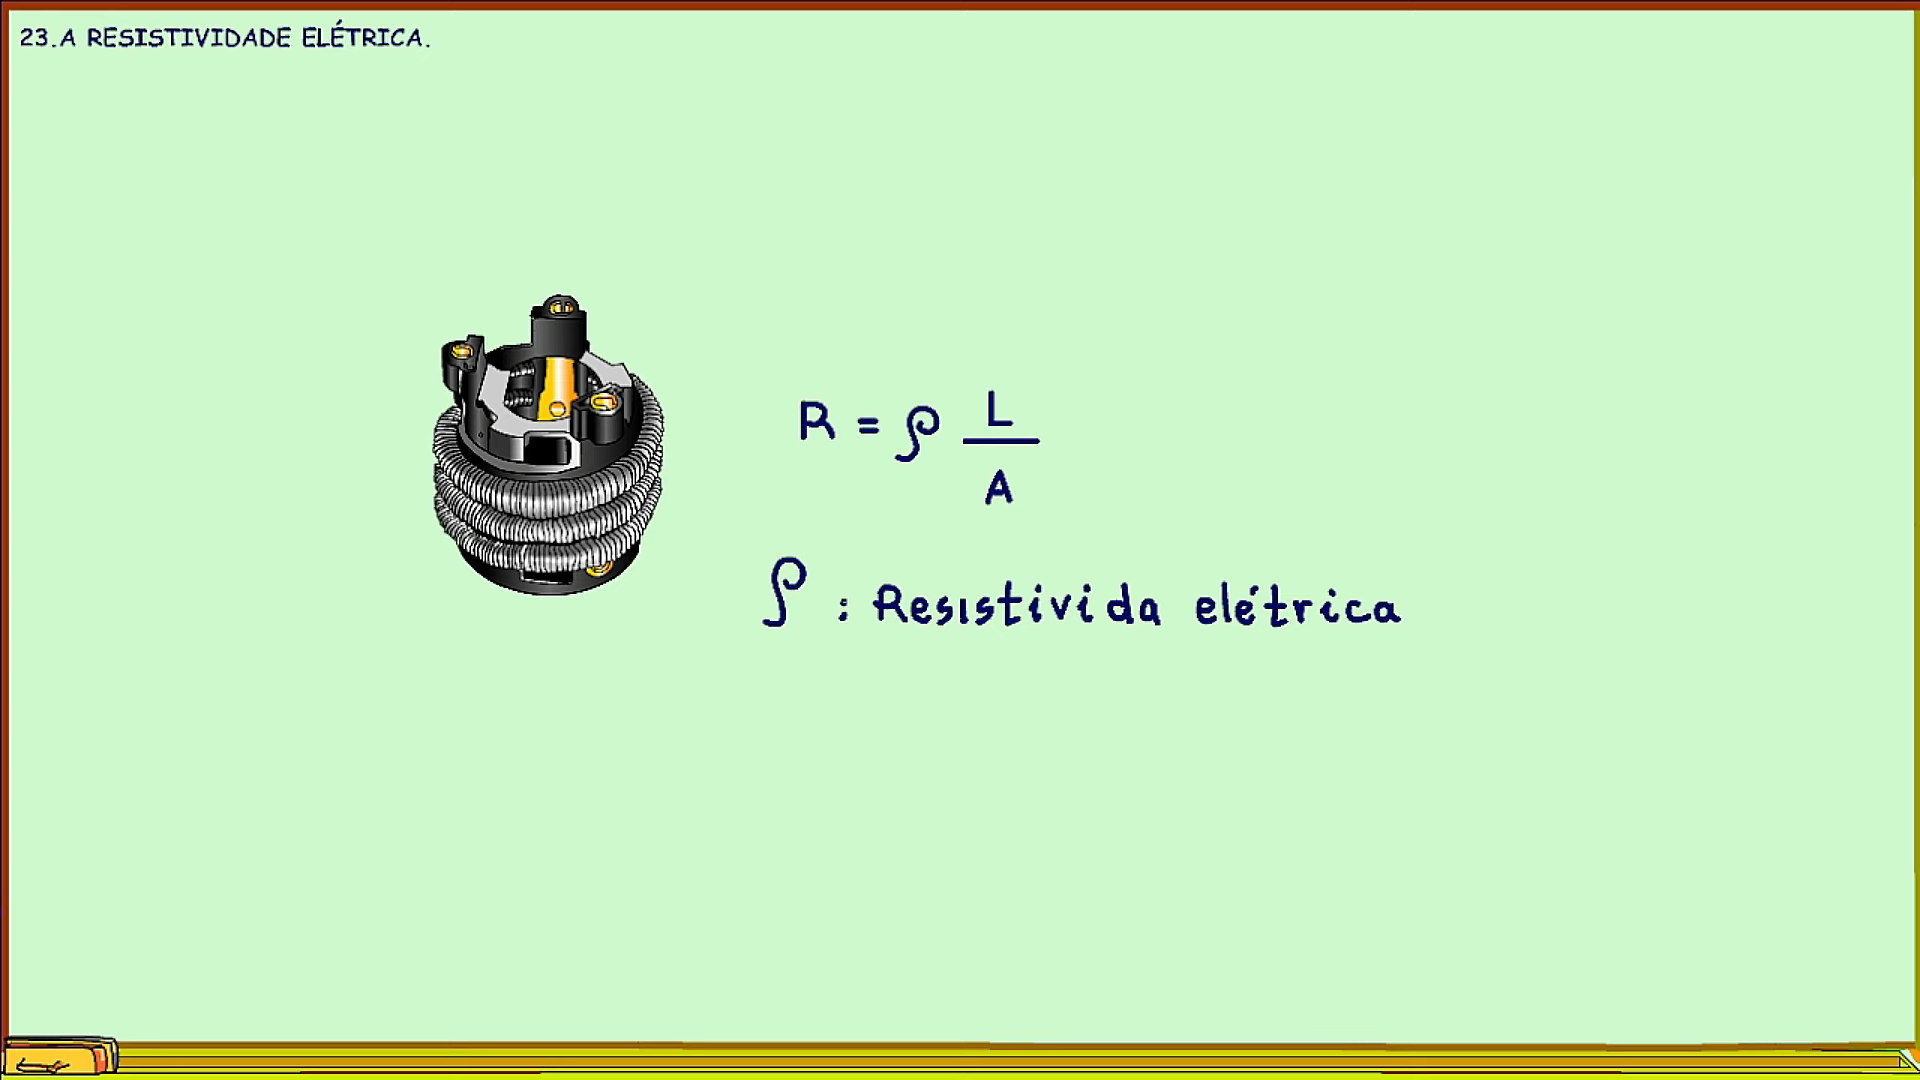 23.A RESISTIVIDADE ELÉTRICA.
R = ρ L
A
ρ : Resistivida elétrica